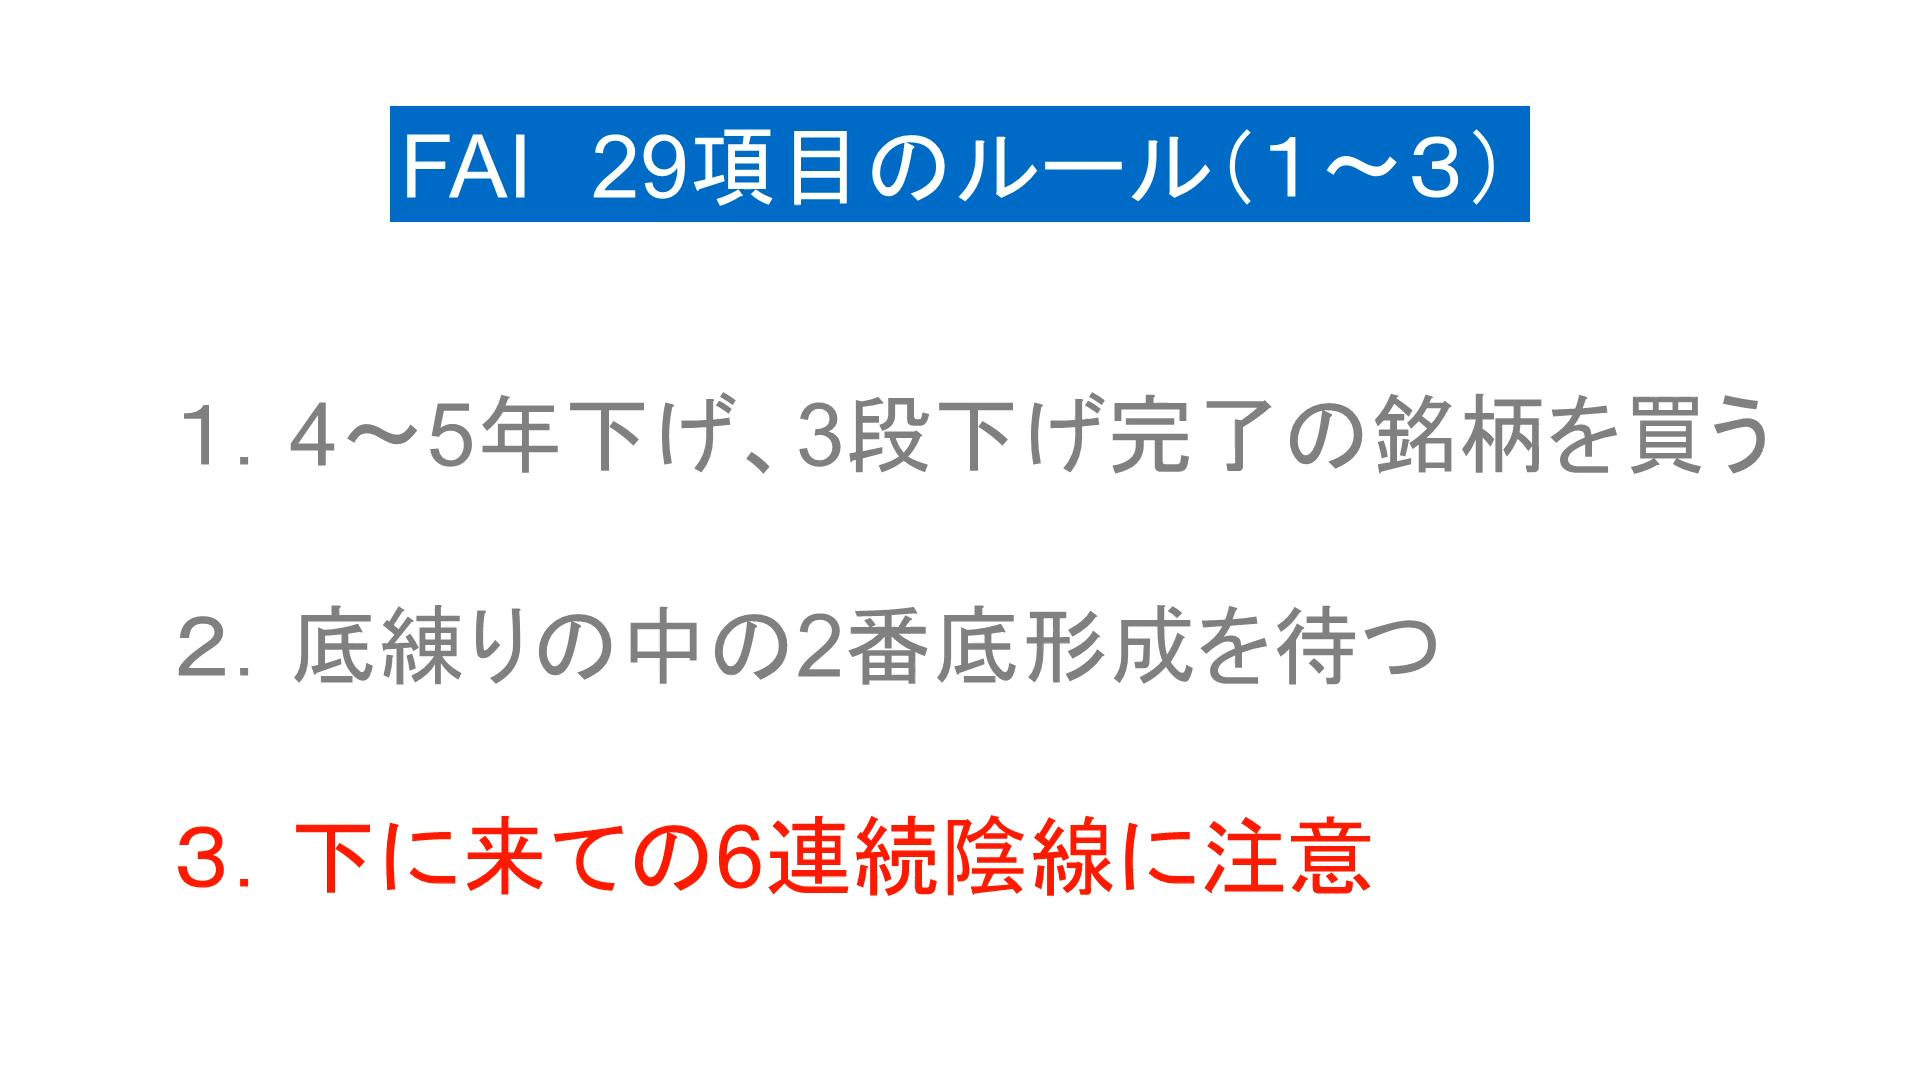 FAI　29項目のルール（１～３）
１．4～5年下げ、3段下げ完了の銘柄を買う
２．底練りの中の2番底形成を待つ
３．下に来ての6連続陰線に注意